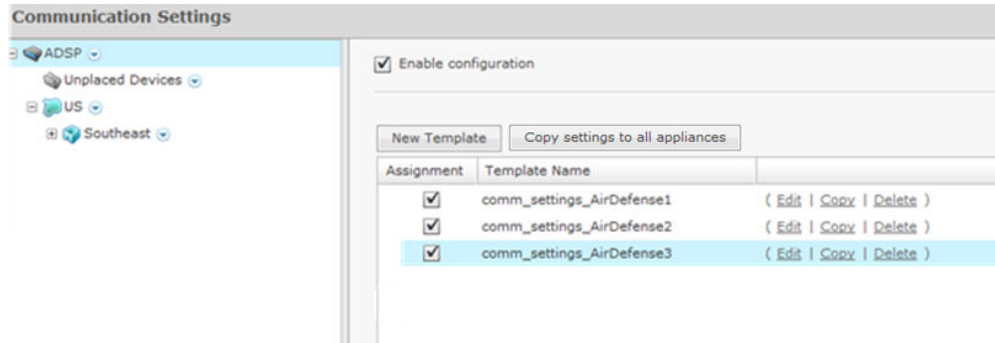 Communication Settings
ADSP
Unplaced Devices
US
Southeast
Enable configuration
New Template
Copy settings to all appliances
Assignment Template Name
comm_settings_AirDefense1 ( Edit | Copy | Delete )
comm_settings_AirDefense2 ( Edit | Copy | Delete )
comm_settings_AirDefense3 ( Edit | Copy | Delete )